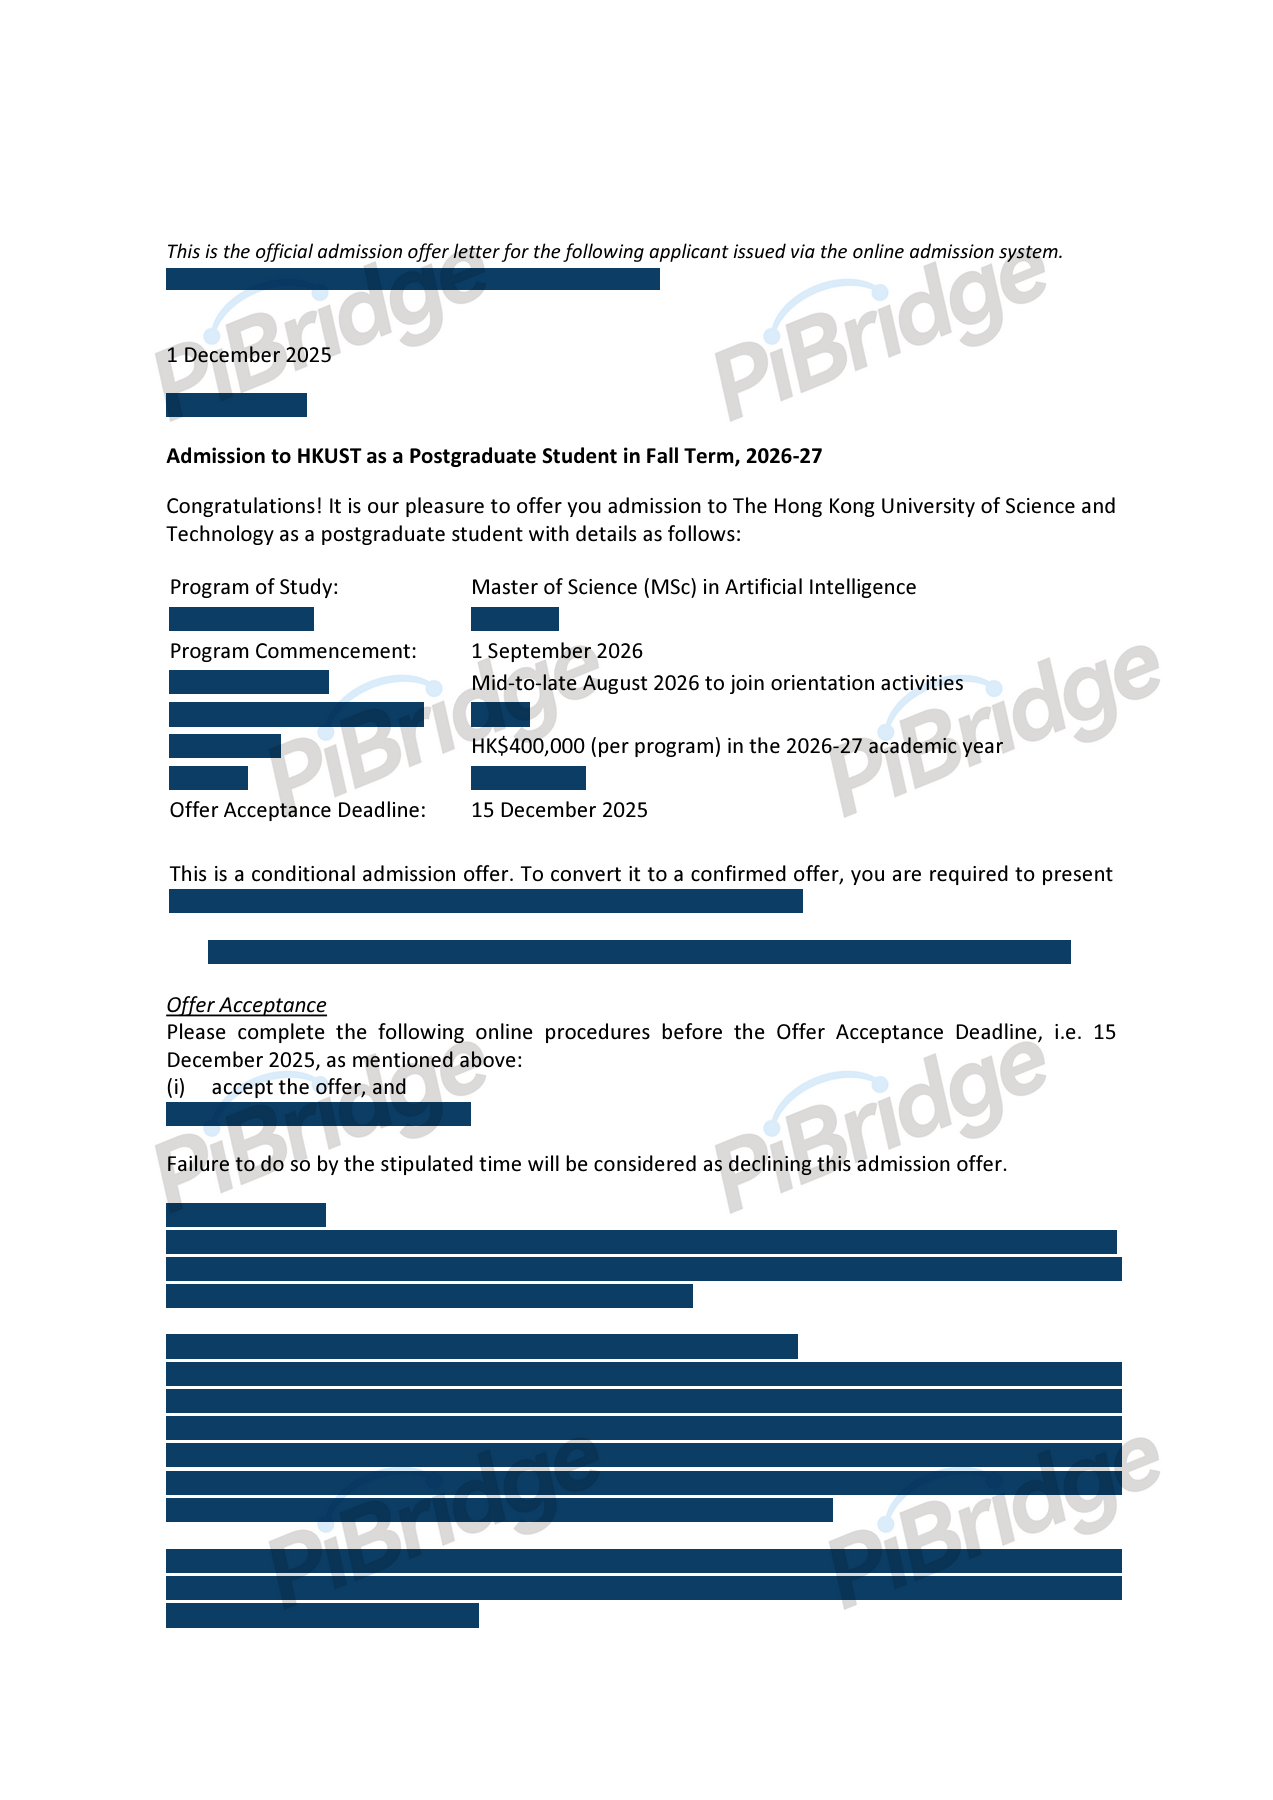 This is the official admission offer letter for the following applicant issued via the online admission system.
1 December 2025
Admission to HKUST as a Postgraduate Student in Fall Term, 2026-27
Congratulations! It is our pleasure to offer you admission to The Hong Kong University of Science and
Technology as a postgraduate student with details as follows:
Program of Study: Master of Science (MSc) in Artificial Intelligence
Program Commencement: 1 September 2026
Mid-to-late August 2026 to join orientation activities
HK$400,000 (per program) in the 2026-27 academic year
Offer Acceptance Deadline: 15 December 2025
This is a conditional admission offer. To convert it to a confirmed offer, you are required to present
Offer Acceptance
Please complete the following online procedures before the Offer Acceptance Deadline, i.e. 15
December 2025, as mentioned above:
(i) accept the offer, and
Failure to do so by the stipulated time will be considered as declining this admission offer.
PiBridge
PiBridge
PiBridge
PiBridge
PiBridge
PiBridge
PiBridge
PiBridge